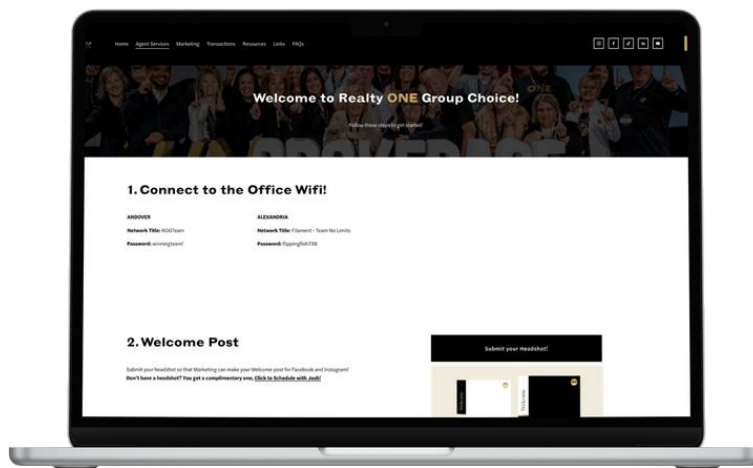 Home Agent Services Marketing Transactions Resources Links FAQs
Welcome to Realty ONE Group Choice!
Follow these steps to get started!
1. Connect to the Office Wifi!
ANDOVER
Network Title: ROGTeam
Password: winningteam!
ALEXANDRIA
Network Title: Filament - Team No Limits
Password: flippingfish739
2. Welcome Post
Submit your headshot so that Marketing can make your Welcome post for Facebook and Instagram!
Don't have a headshot? You get a complimentary one, Click to Schedule with Josh!
Submit your Headshot!
Welcome
Welcome